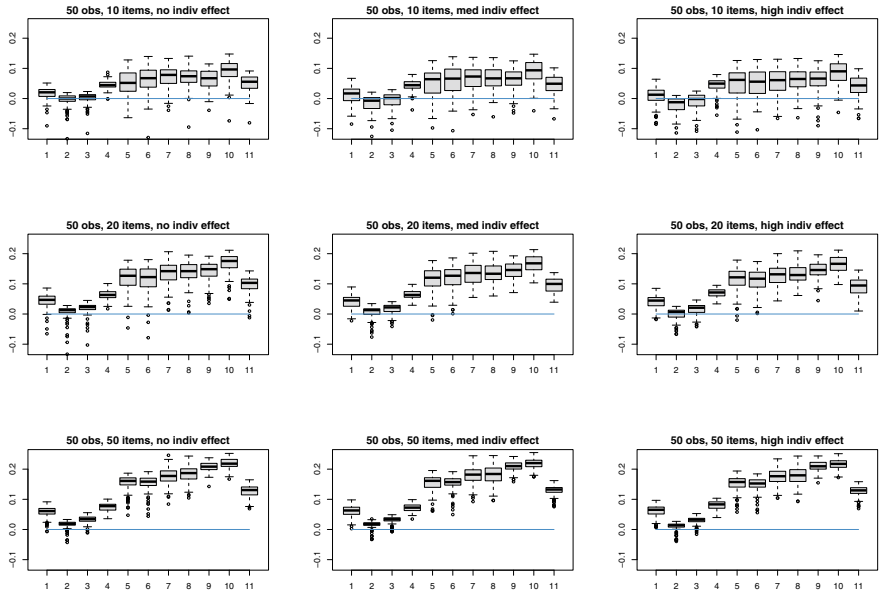 50 obs, 10 items, no indiv effect
50 obs, 10 items, med indiv effect
50 obs, 10 items, high indiv effect
0.2
0.1
0.0
−0.1
1 2 3 4 5 6 7 8 9 10 11
0.2
0.1
0.0
−0.1
1 2 3 4 5 6 7 8 9 10 11
0.2
0.1
0.0
−0.1
1 2 3 4 5 6 7 8 9 10 11
50 obs, 20 items, no indiv effect
50 obs, 20 items, med indiv effect
50 obs, 20 items, high indiv effect
0.2
0.1
0.0
−0.1
1 2 3 4 5 6 7 8 9 10 11
0.2
0.1
0.0
−0.1
1 2 3 4 5 6 7 8 9 10 11
0.2
0.1
0.0
−0.1
1 2 3 4 5 6 7 8 9 10 11
50 obs, 50 items, no indiv effect
50 obs, 50 items, med indiv effect
50 obs, 50 items, high indiv effect
0.2
0.1
0.0
−0.1
1 2 3 4 5 6 7 8 9 10 11
0.2
0.1
0.0
−0.1
1 2 3 4 5 6 7 8 9 10 11
0.2
0.1
0.0
−0.1
1 2 3 4 5 6 7 8 9 10 11